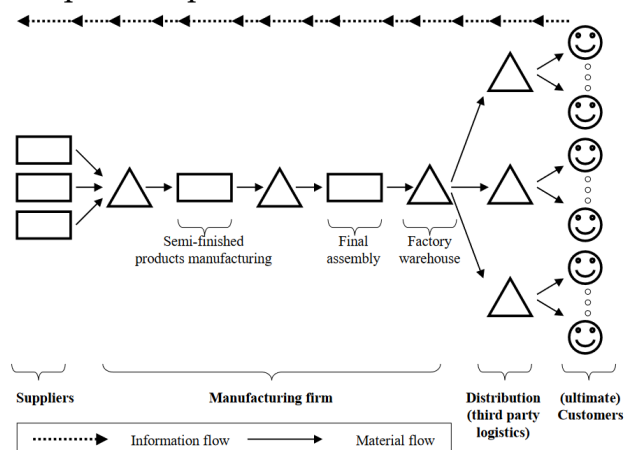 Semi-finished
products manufacturing
Final
assembly
Factory
warehouse
Suppliers
Manufacturing firm
Distribution
(third party
logistics)
(ultimate)
Customers
Information flow
Material flow